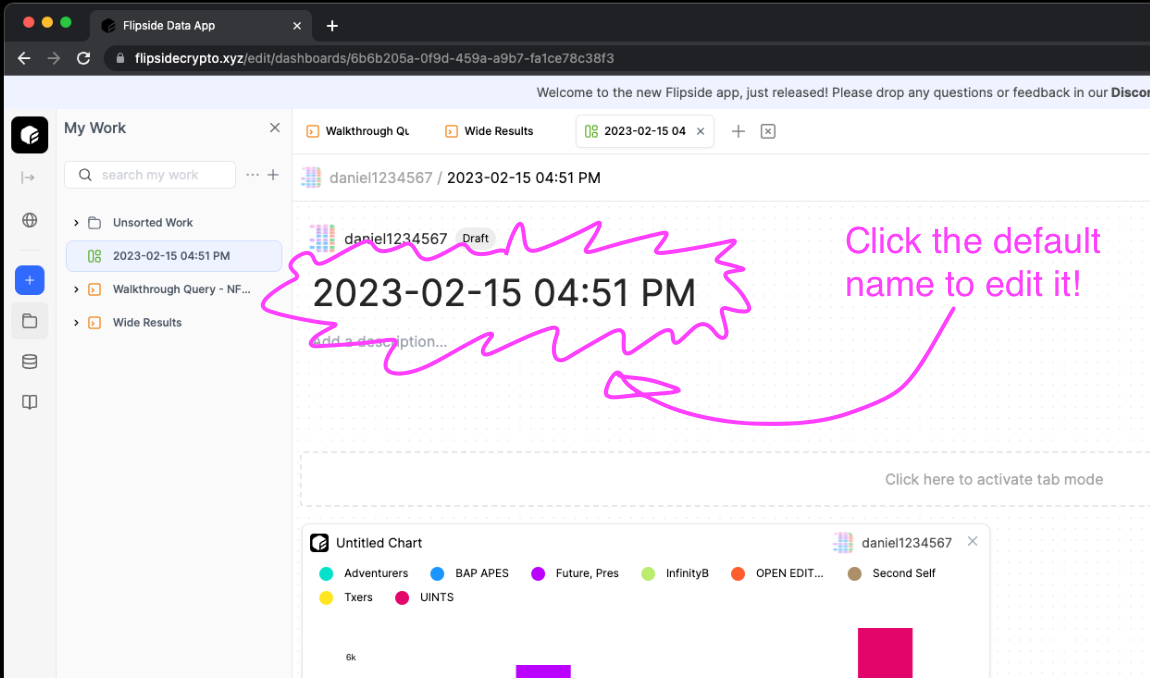 Flipside Data App
flipsidecrypto.xyz/edit/dashboards/6b6b205a-0f9d-459a-a9b7-fa1ce78c38f3
Welcome to the new Flipside app, just released! Please drop any questions or feedback in our Discor
My Work
Walkthrough Qu
Wide Results
2023-02-15 04
search my work
daniel1234567 / 2023-02-15 04:51 PM
Unsorted Work
2023-02-15 04:51 PM
Walkthrough Query - NF...
Wide Results
daniel1234567 Draft
2023-02-15 04:51 PM
Add a description...
Click the default
name to edit it!
Click here to activate tab mode
Untitled Chart
daniel1234567
Adventurers BAP APES Future, Pres InfinityB OPEN EDIT... Second Self
Txers UINTS
6k